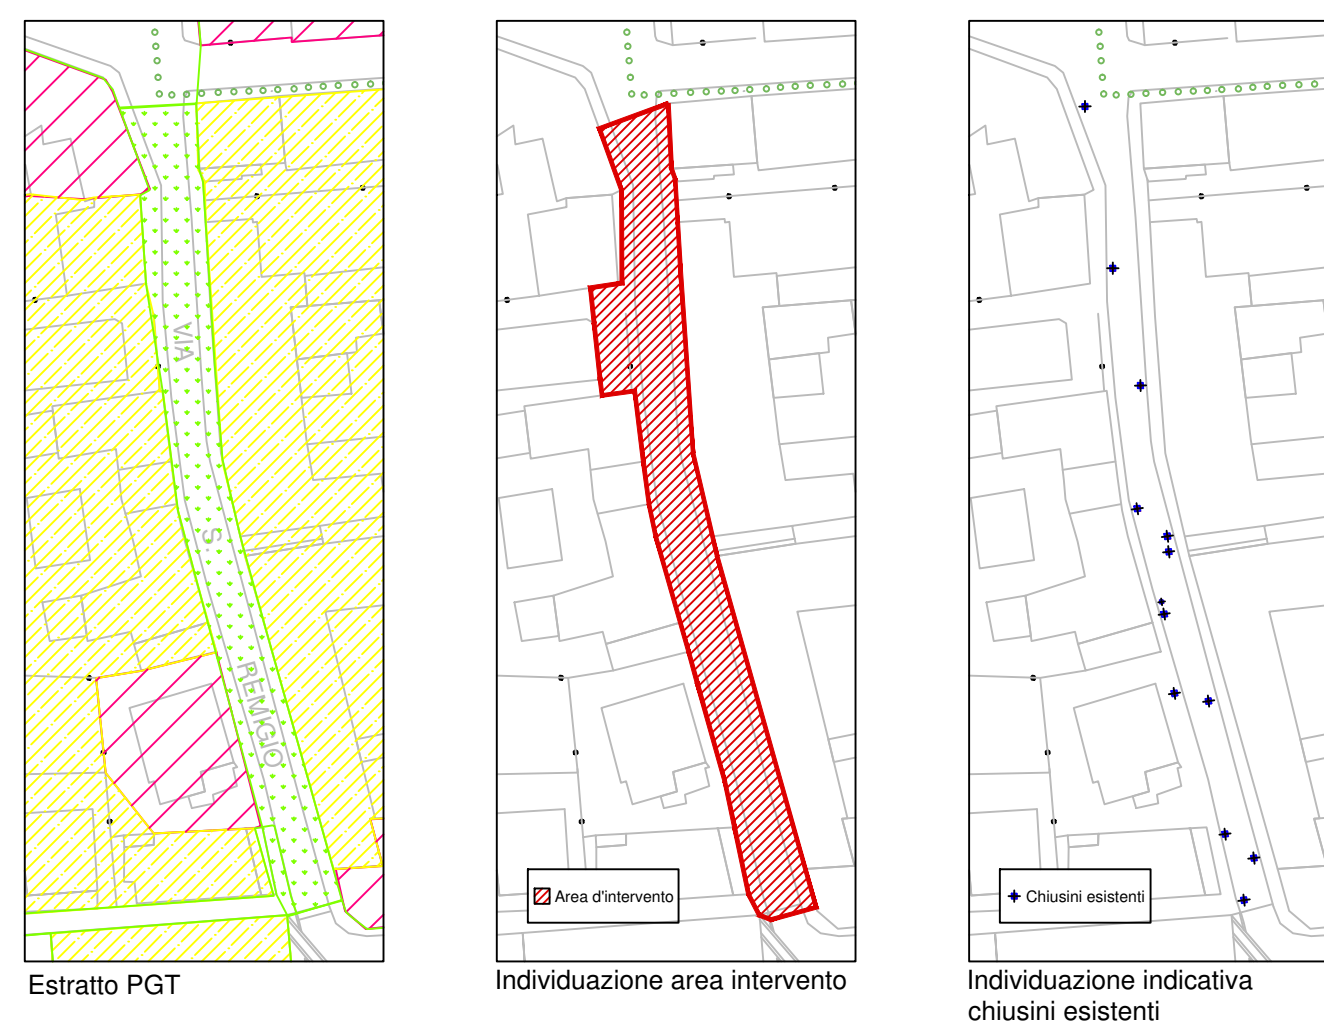 VIA
S.
REMIGIO
Estratto PGT
Area d'intervento
Individuazione area intervento
Chiusini esistenti
Individuazione indicativa
chiusini esistenti